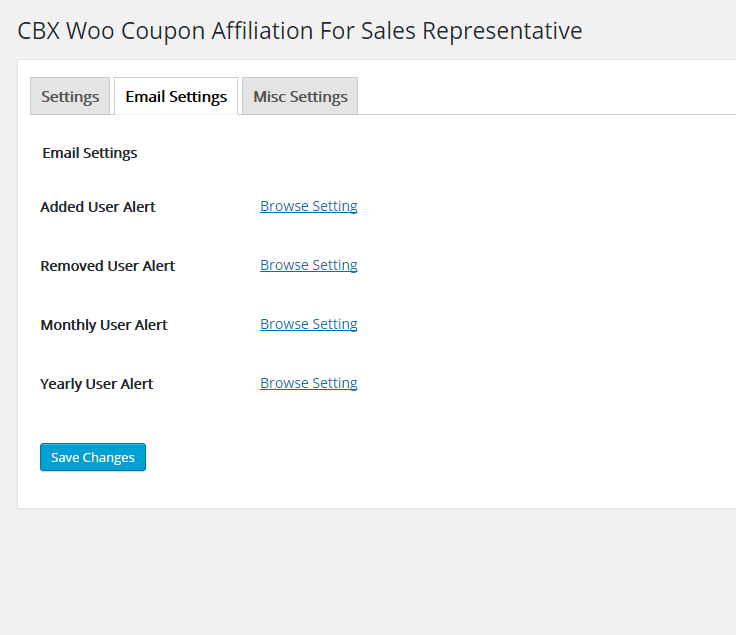 CBX Woo Coupon Affiliation For Sales Representative
Settings Email Settings Misc Settings
Email Settings
Added User Alert Browse Setting
Removed User Alert Browse Setting
Monthly User Alert Browse Setting
Yearly User Alert Browse Setting
Save Changes